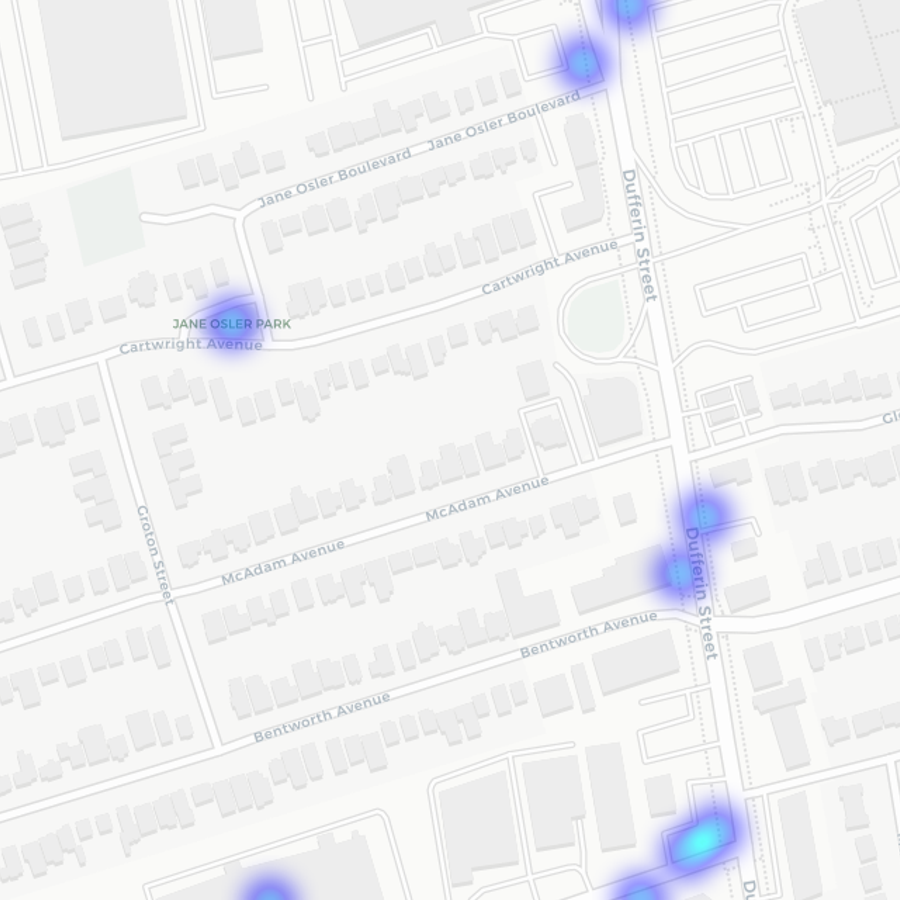 Jane Osler Boulevard
Jane Osler Boulevard
Dufferin Street
Cartwright Avenue
JANE OSLER PARK
Cartwright Avenue
Groton Street
McAdam Avenue
McAdam Avenue
Dufferin Street
Bentworth Avenue
Bentworth Avenue